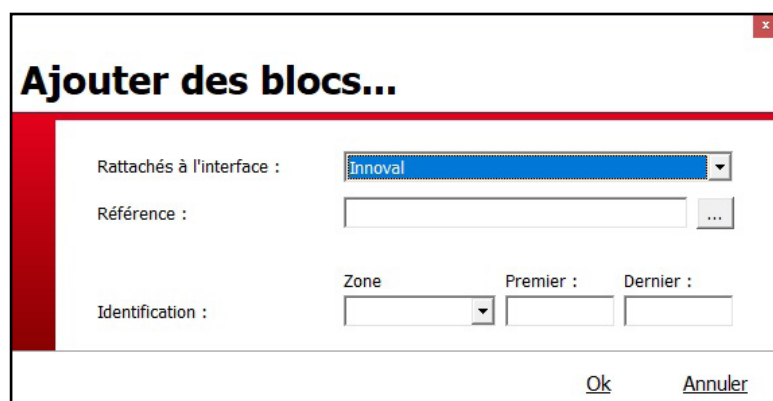 x
Ajouter des blocs...
Rattachés à l'interface : Innoval
Référence : ...
Zone Premier : Dernier :
Identification :
Ok Annuler